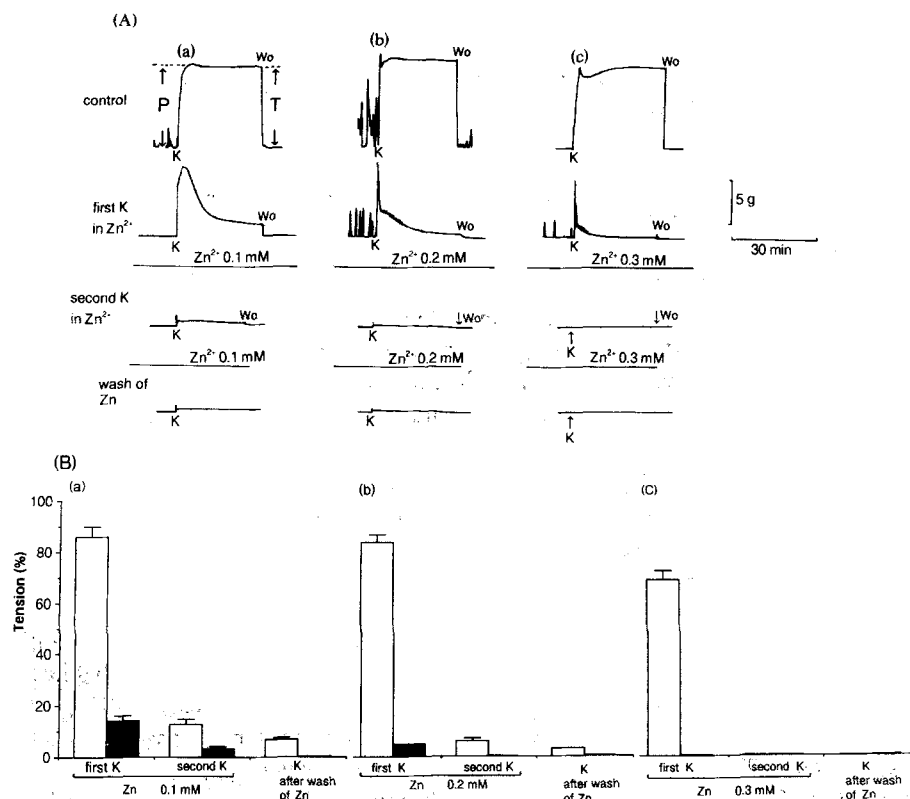 (A)
(a)
(b)
(c)
Wo
Wo
Wo
control
P
T
K
K
K
first K
in Zn²⁺
Wo
Wo
Wo
K
K
K
5 g
30 min
Zn²⁺ 0.1 mM
Zn²⁺ 0.2 mM
Zn²⁺ 0.3 mM
second K
in Zn²⁺
Wo
↓Wo
↓Wo
K
K
↑
K
Zn²⁺ 0.1 mM
Zn²⁺ 0.2 mM
Zn²⁺ 0.3 mM
wash of
Zn
K
K
↑
K
(B)
(a)
(b)
(C)
Tension (%)
100
80
60
40
20
0
first K
second K
K
after wash
of Zn
Zn 0.1 mM
first K
second K
K
after wash
of Zn
Zn 0.2 mM
first K
second K
K
after wash
of Zn
Zn 0.3 mM